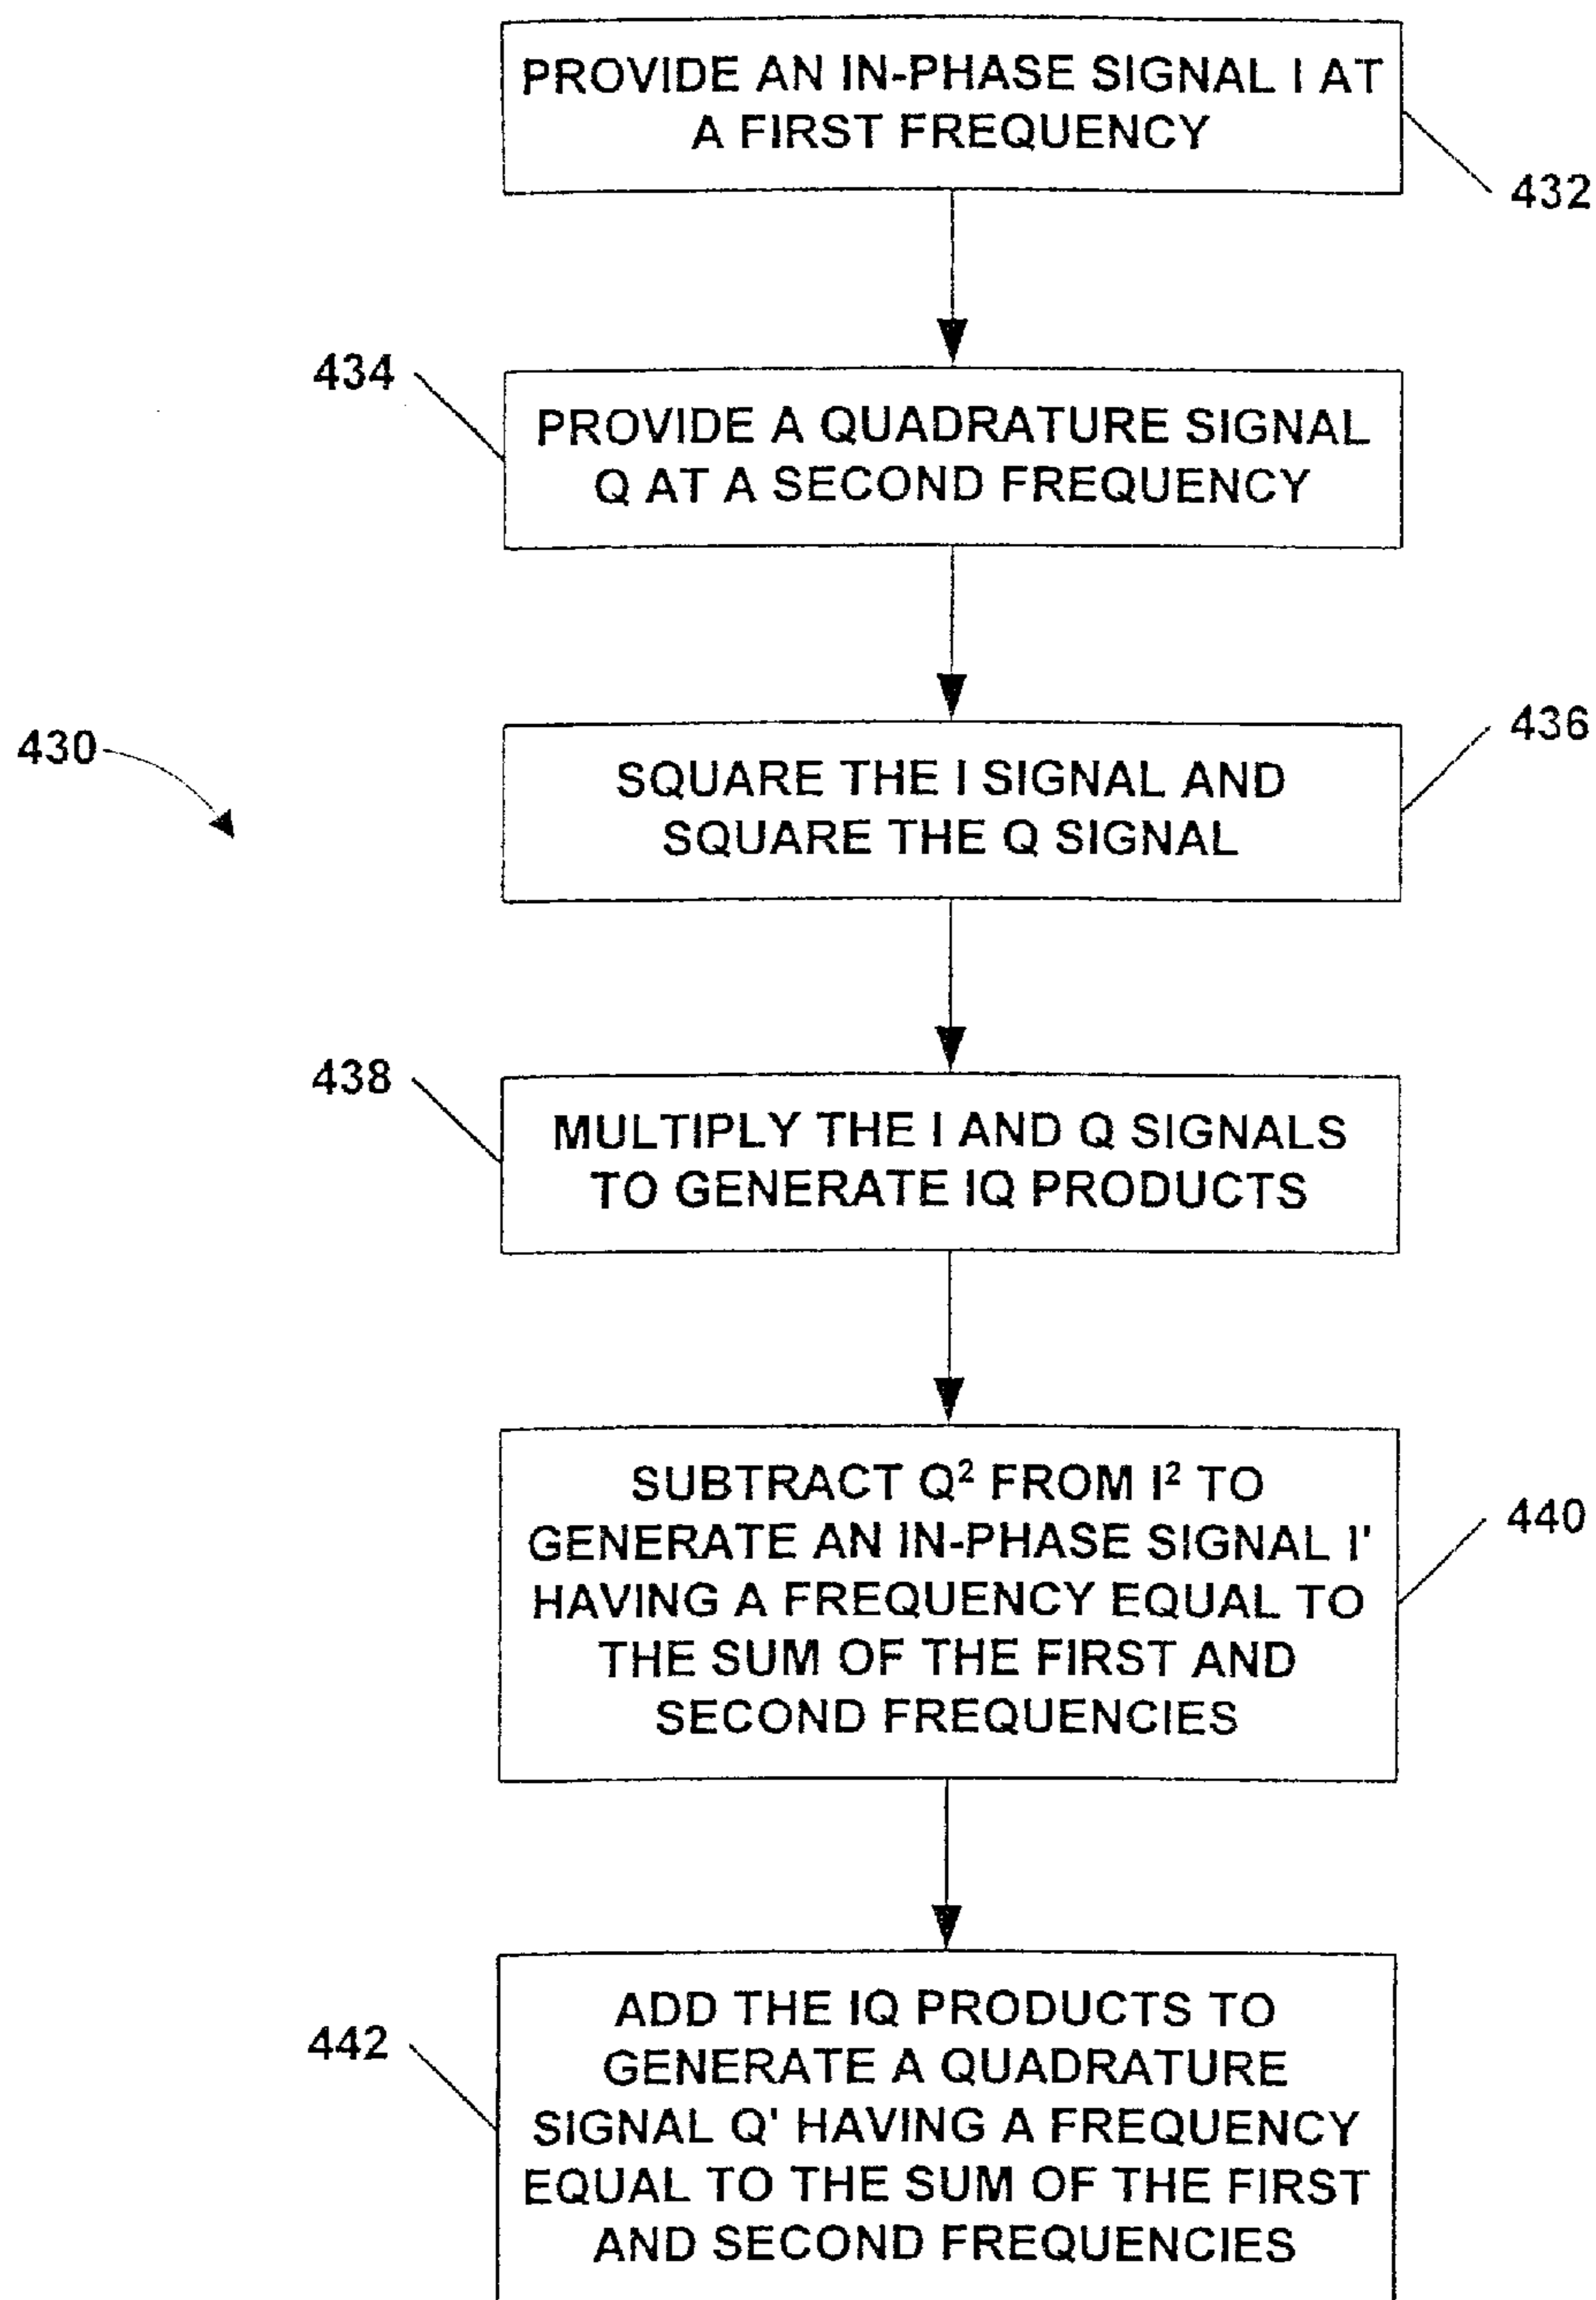 PROVIDE AN IN-PHASE SIGNAL I AT
A FIRST FREQUENCY
432
434
PROVIDE A QUADRATURE SIGNAL
Q AT A SECOND FREQUENCY
436
430
SQUARE THE I SIGNAL AND
SQUARE THE Q SIGNAL
438
MULTIPLY THE I AND Q SIGNALS
TO GENERATE IQ PRODUCTS
SUBTRACT Q² FROM I² TO
GENERATE AN IN-PHASE SIGNAL I'
HAVING A FREQUENCY EQUAL TO
THE SUM OF THE FIRST AND
SECOND FREQUENCIES
440
ADD THE IQ PRODUCTS TO
GENERATE A QUADRATURE
SIGNAL Q' HAVING A FREQUENCY
EQUAL TO THE SUM OF THE FIRST
AND SECOND FREQUENCIES
442